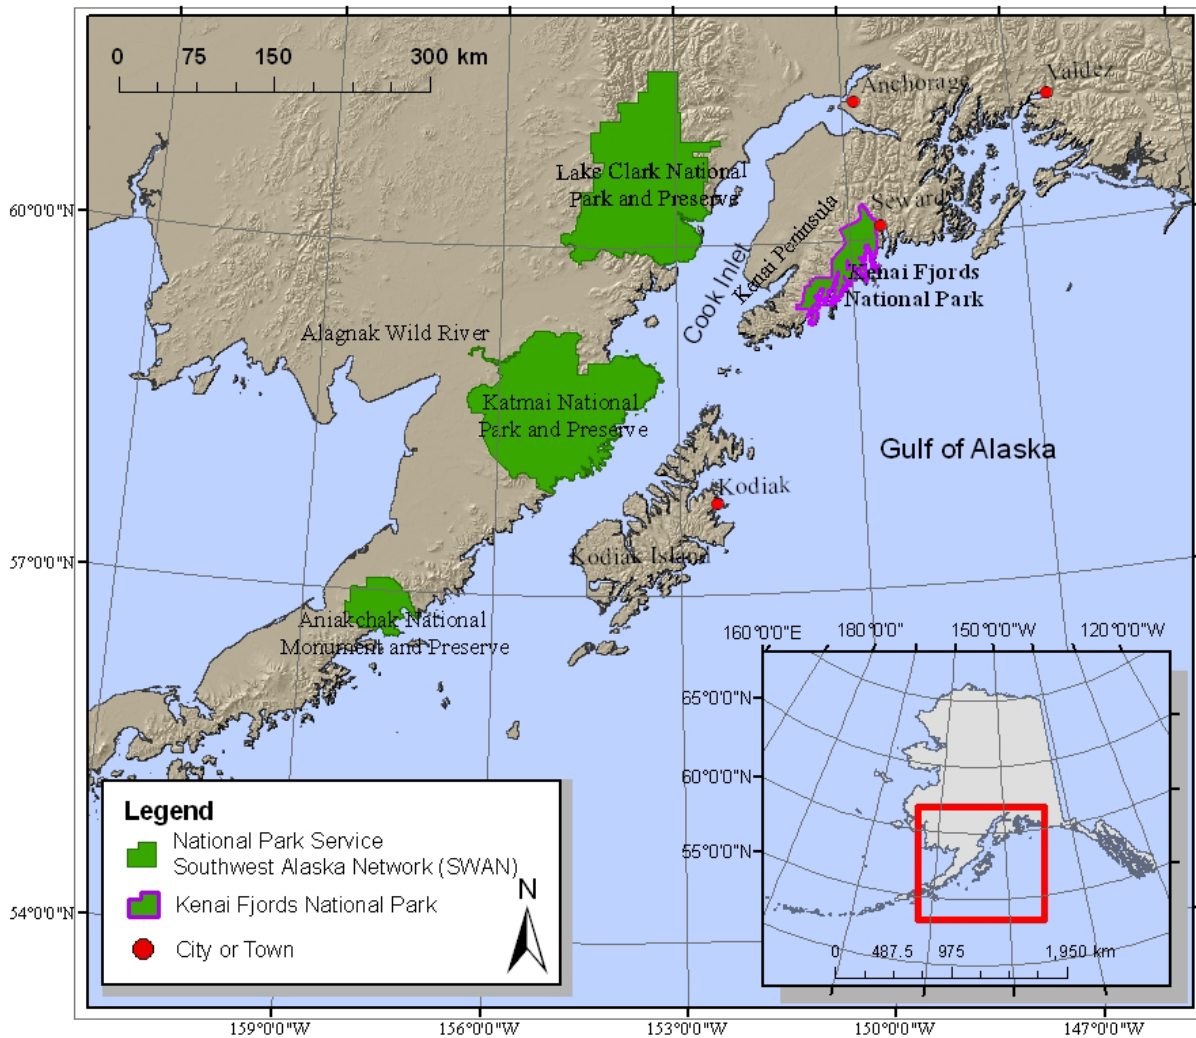 0 75 150 300 km
Anchorage
Valdez
Lake Clark National
Park and Preserve
Seward
60°0'0"N
Kenai Peninsula
Cook Inlet
Kenai Fjords
National Park
Alagnak Wild River
Katmai National
Park and Preserve
Gulf of Alaska
Kodiak
Kodiak Island
57°0'0"N
Aniakchak National
Monument and Preserve
160°0'0"E 180°0'0" 150°0'0"W 120°0'0"W
65°0'0"N
60°0'0"N
55°0'0"N
0 487.5 975 1,950 km
Legend
National Park Service
Southwest Alaska Network (SWAN)
Kenai Fjords National Park
City or Town
N
54°0'0"N
159°0'0"W 156°0'0"W 153°0'0"W 150°0'0"W 147°0'0"W